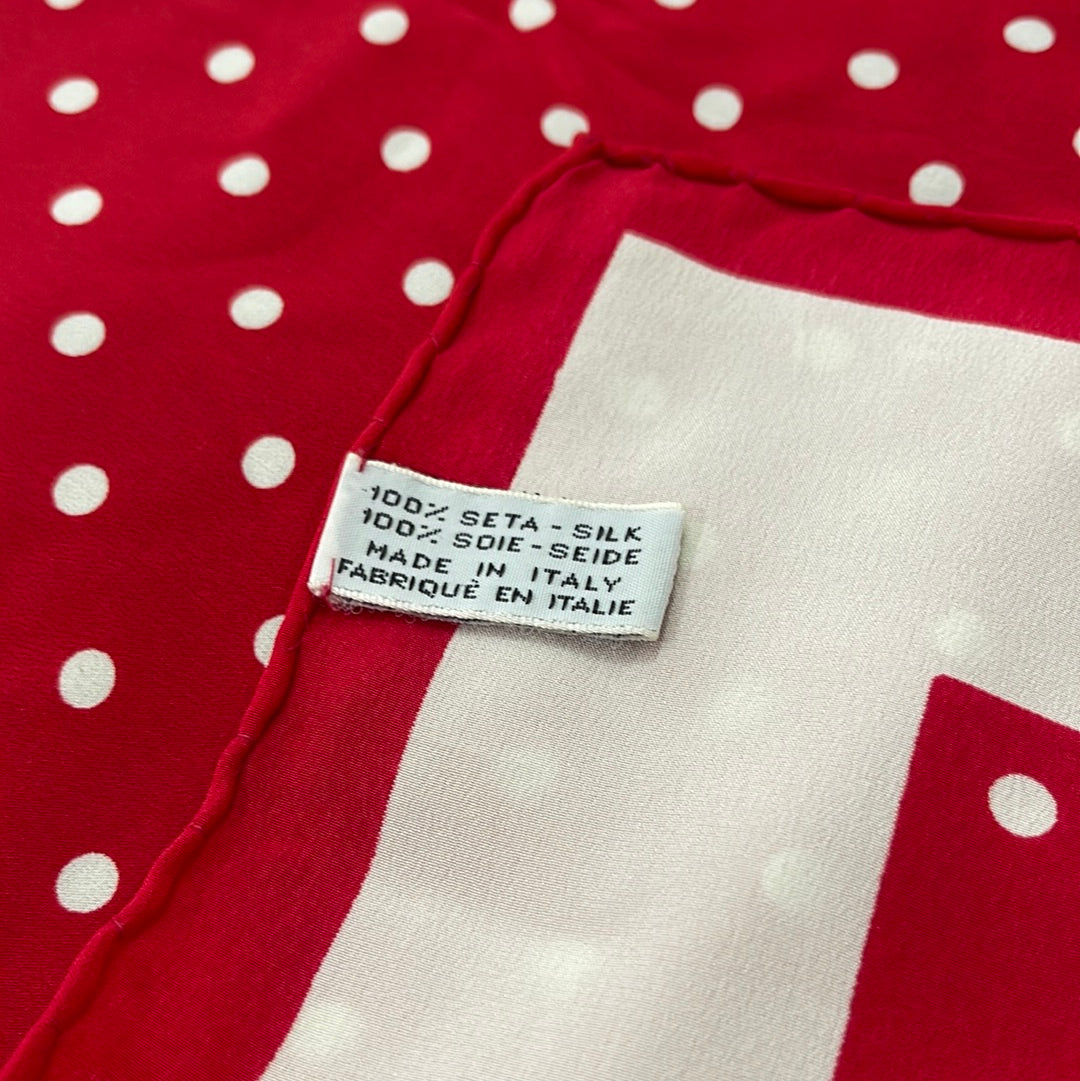 100% SETA - SILK
100% SOIE - SEIDE
MADE IN ITALY
FABRIQUÈ EN ITALIE